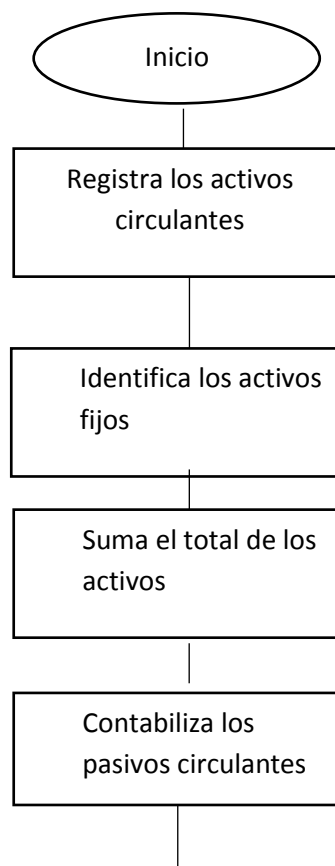 Inicio
Registra los activos
circulantes
Identifica los activos
fijos
Suma el total de los
activos
Contabiliza los
pasivos circulantes